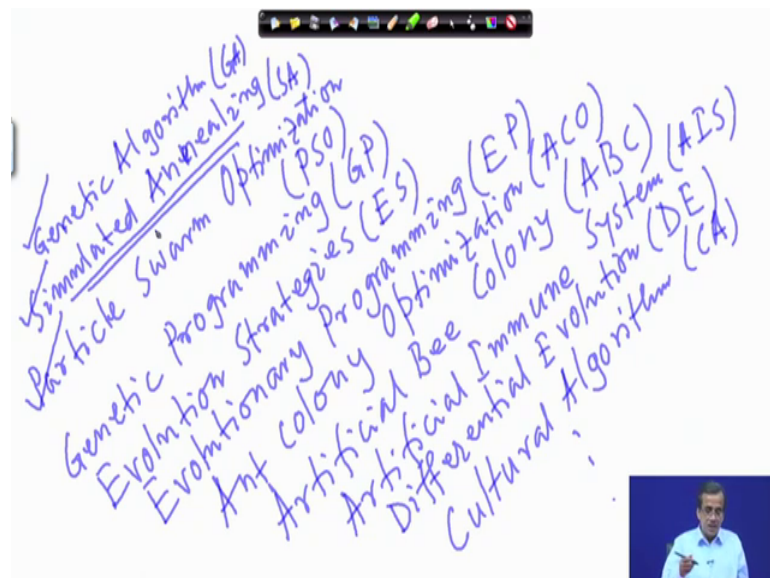 Genetic Algorithm (GA)
Simulated Annealing (SA)
Particle Swarm Optimization
(PSO)
Genetic Programming (GP)
Evolution Strategies (ES)
Evolutionary Programming (EP)
Ant Colony Optimization (ACO)
Artificial Bee Colony (ABC)
Artificial Immune System (AIS)
Differential Evolution (DE)
Cultural Algorithm (CA)